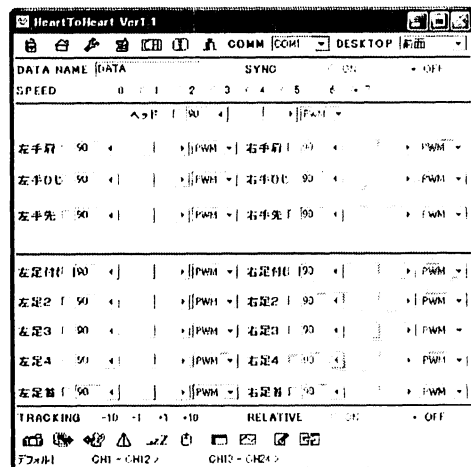 HeartToHeart Ver1.1
COMM COM1 DESKTOP 前面
DATA NAME DATA SYNC ON OFF
SPEED 0 1 2 3 4 5 6 7
ヘッド 90 PWM
左手肩 90 PWM 右手肩 90 PWM
左手ひじ 90 PWM 右手ひじ 90 PWM
左手先 90 PWM 右手先 90 PWM
左足付け 90 PWM 右足付け 90 PWM
左足2 90 PWM 右足2 90 PWM
左足3 90 PWM 右足3 90 PWM
左足4 90 PWM 右足4 90 PWM
左足首 90 PWM 右足首 90 PWM
TRACKING -10 -1 +1 +10 RELATIVE ON OFF
デフォルト CH1 - CH12 CH13 - CH24